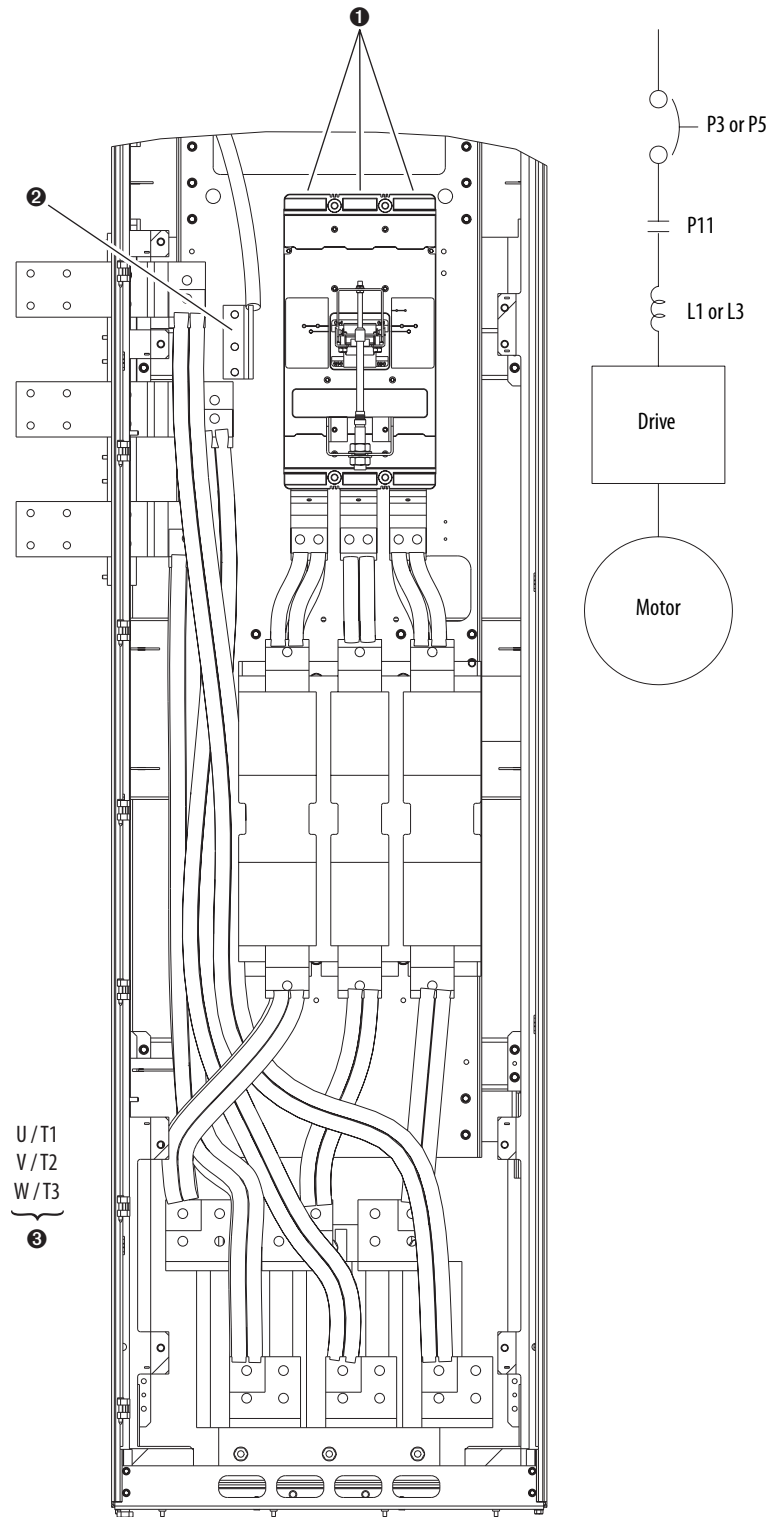 ❶
❷
P3 or P5
P11
L1 or L3
Drive
Motor
U / T1
V / T2
W / T3
❸